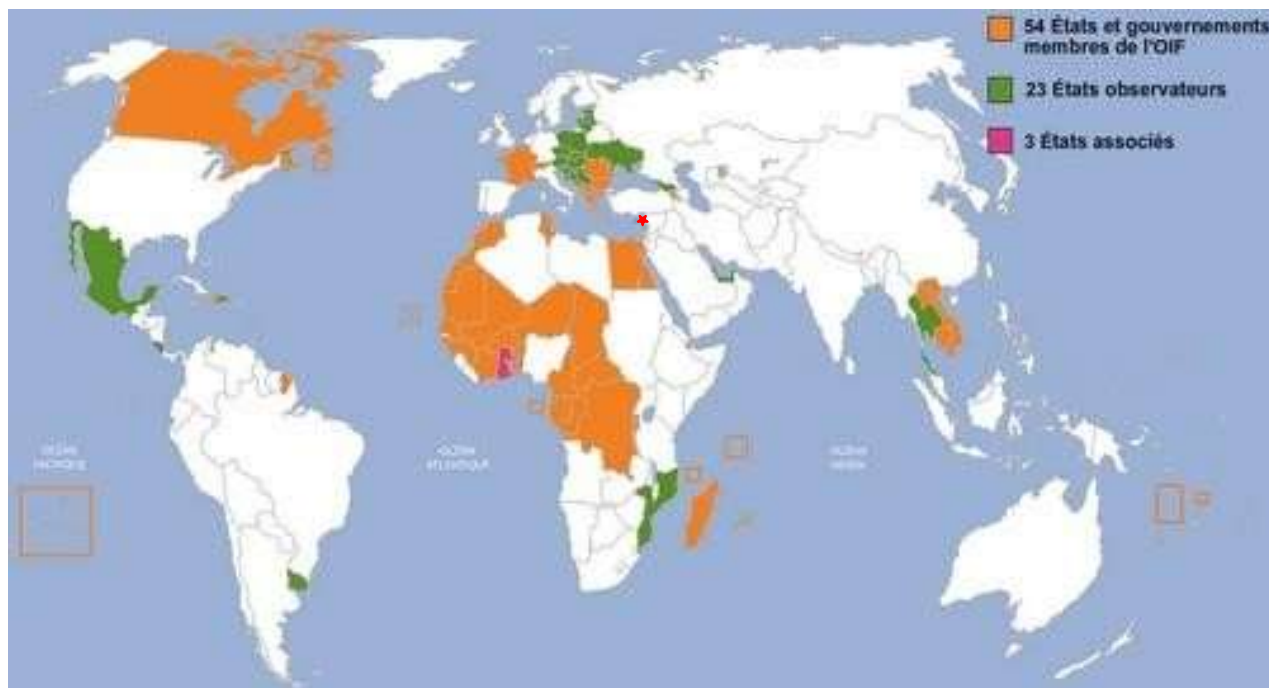 54 États et gouvernements
membres de l'OIF
23 États observateurs
3 États associés